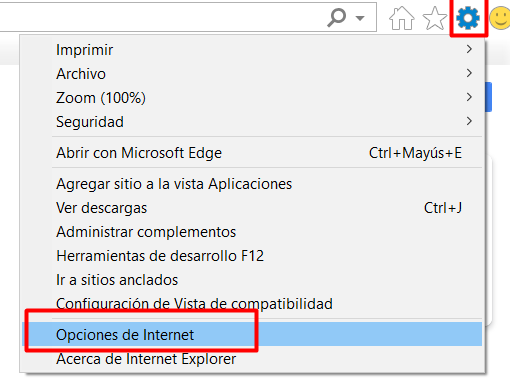 Imprimir
Archivo
Zoom (100%)
Seguridad
Abrir con Microsoft Edge Ctrl+Mayús+E
Agregar sitio a la vista Aplicaciones
Ver descargas Ctrl+J
Administrar complementos
Herramientas de desarrollo F12
Ir a sitios anclados
Configuración de Vista de compatibilidad
Opciones de Internet
Acerca de Internet Explorer